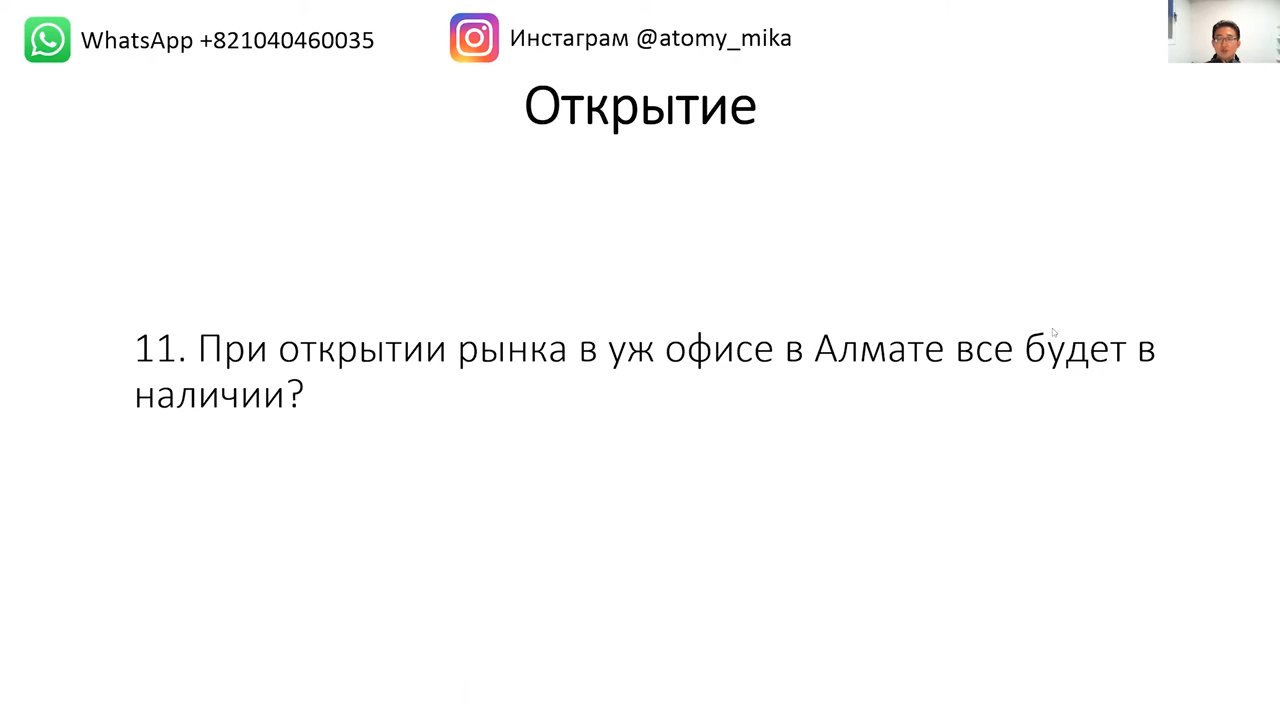 WhatsApp +821040460035
Инстаграм @atomy_mika
Открытие
11. При открытии рынка в уж офисе в Алмате все будет в
наличии?